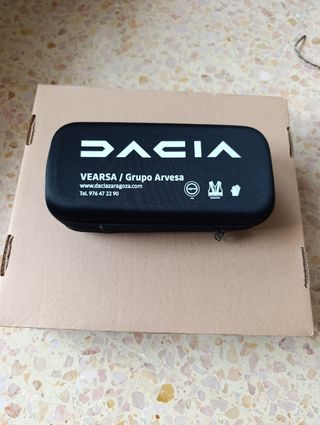 DACIA
VEARSA / Grupo Arvesa
www.daciazaragoza.com
Tel. 976 47 22 90